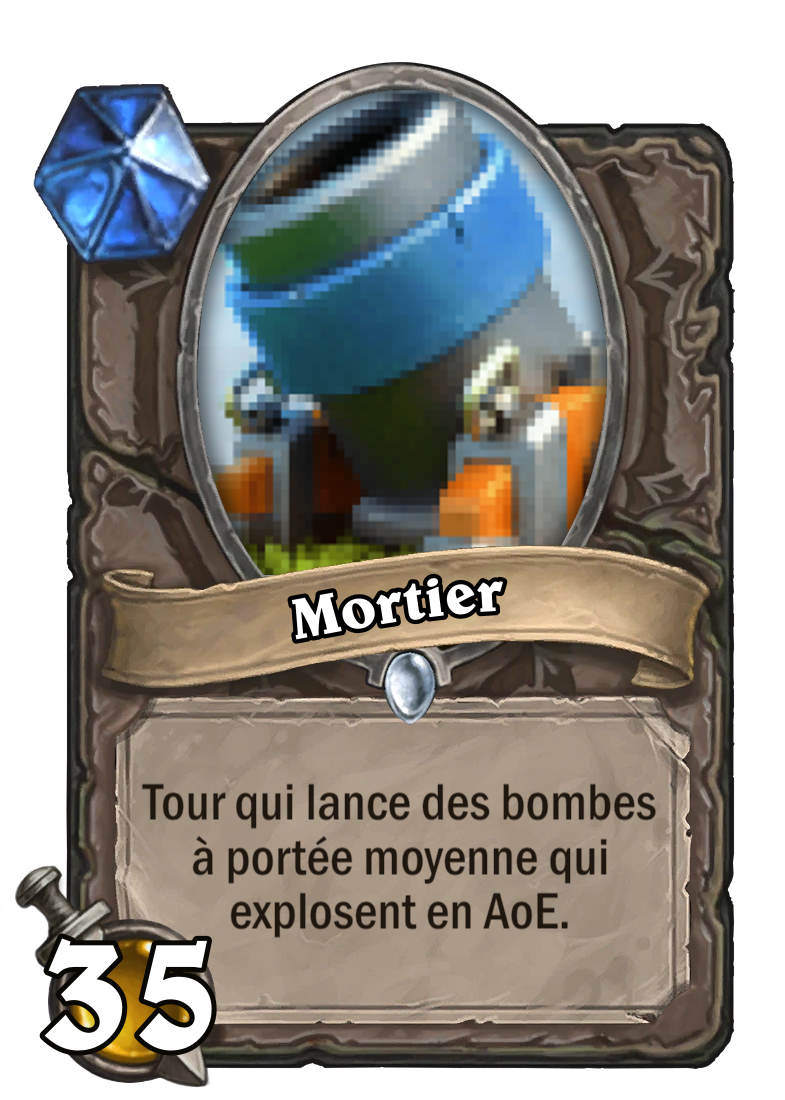 Mortier
Tour qui lance des bombes
à portée moyenne qui
explosent en AoE.
35